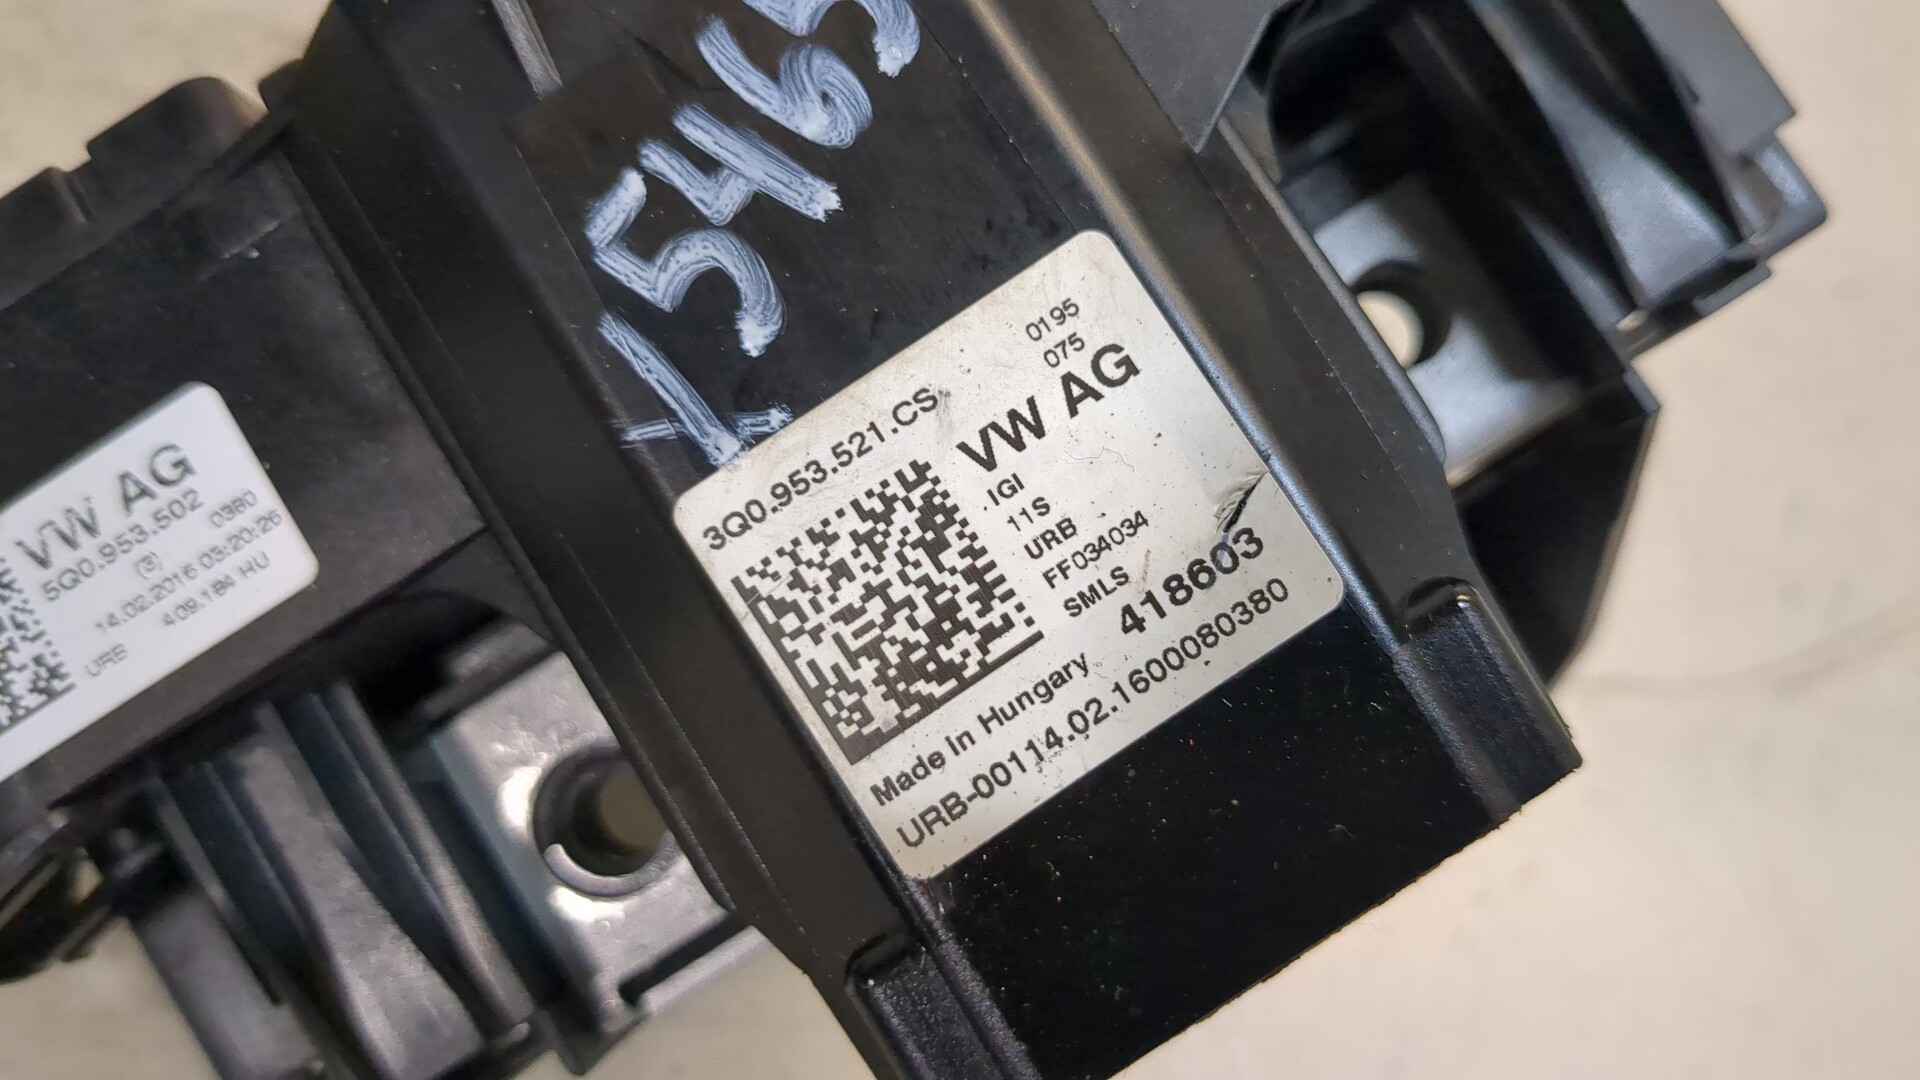 15465
3Q0.953.521.CS
0195
075
VW AG
IGI
11S
URB
FF034034
SMLS
418603
Made in Hungary
URB-00114.02.1600080380
VW AG
5Q0.953.502
(3)
0380
14.02.2016 03:20:26
409.184 HU
URB